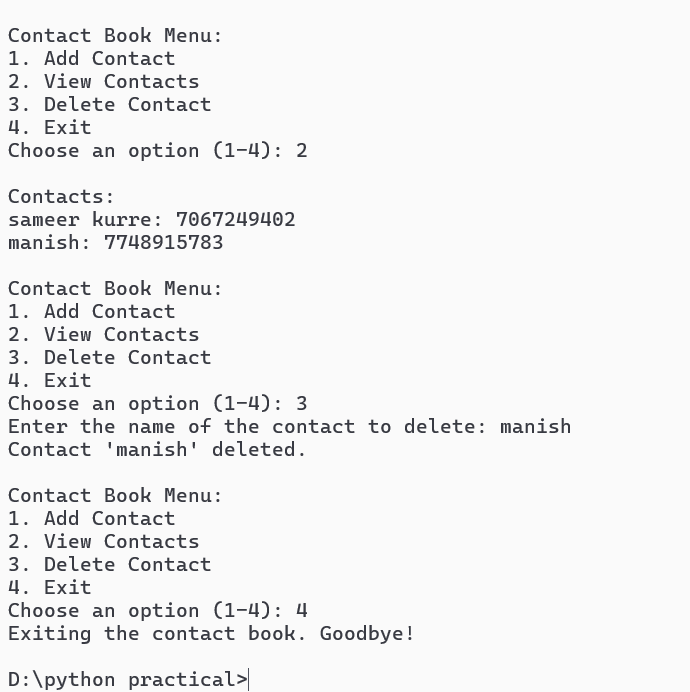 Contact Book Menu:
1. Add Contact
2. View Contacts
3. Delete Contact
4. Exit
Choose an option (1-4): 2
Contacts:
sameer kurre: 7067249402
manish: 7748915783
Contact Book Menu:
1. Add Contact
2. View Contacts
3. Delete Contact
4. Exit
Choose an option (1-4): 3
Enter the name of the contact to delete: manish
Contact 'manish' deleted.
Contact Book Menu:
1. Add Contact
2. View Contacts
3. Delete Contact
4. Exit
Choose an option (1-4): 4
Exiting the contact book. Goodbye!
D:\python practical>